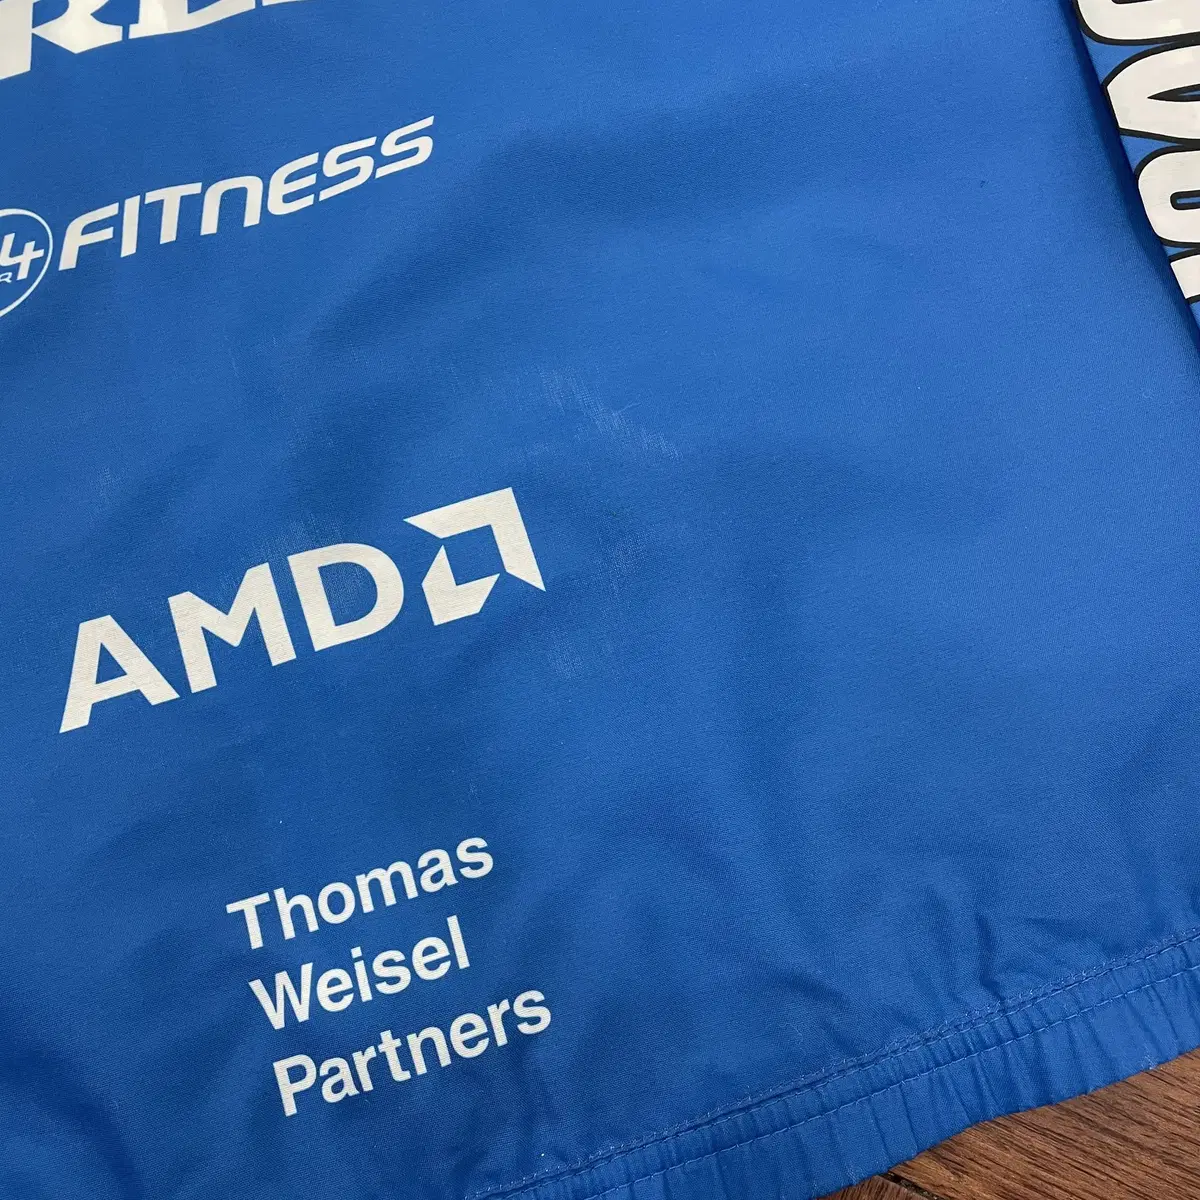 FITNESS
AMD
Thomas
Weisel
Partners